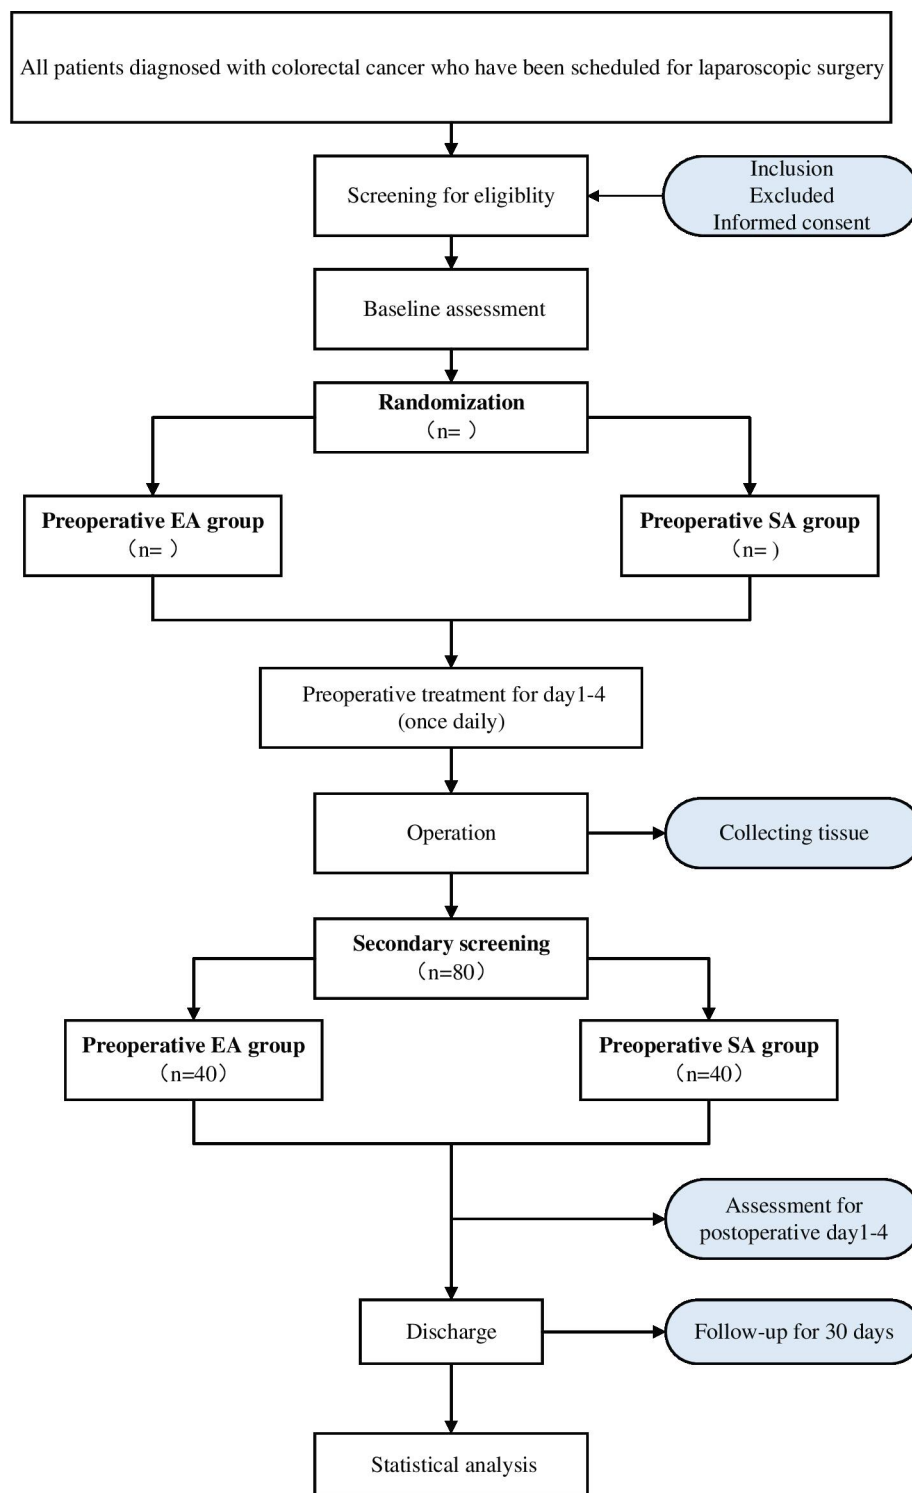 All patients diagnosed with colorectal cancer who have been scheduled for laparoscopic surgery
Screening for eligiblity
Inclusion
Excluded
Informed consent
Baseline assessment
Randomization
（n= ）
Preoperative EA group
（n= ）
Preoperative SA group
（n= )
Preoperative treatment for day1-4
(once daily)
Operation
Collecting tissue
Secondary screening
（n=80）
Preoperative EA group
（n=40）
Preoperative SA group
（n=40）
Assessment for
postoperative day1-4
Discharge
Follow-up for 30 days
Statistical analysis